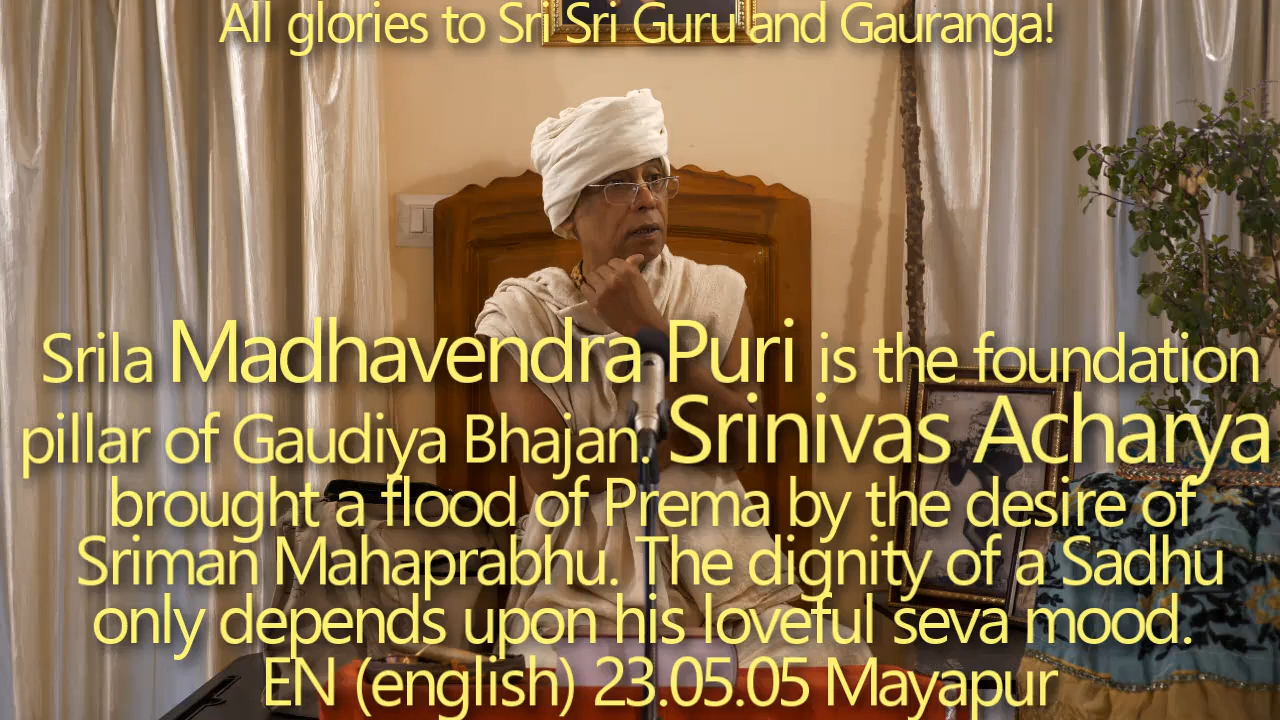 All glories to Sri Sri Guru and Gauranga!
Srila Madhavendra Puri is the foundation
pillar of Gaudiya Bhajan. Srinivas Acharya
brought a flood of Prema by the desire of
Sriman Mahaprabhu. The dignity of a Sadhu
only depends upon his loveful seva mood.
EN (english) 23.05.05 Mayapur